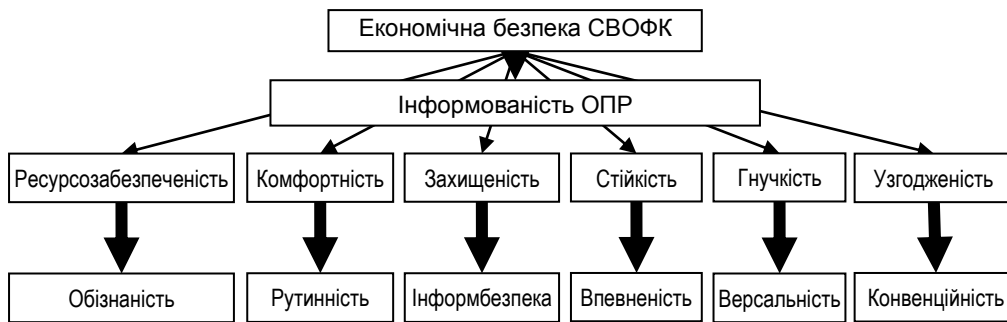 Економічна безпека СВОФК
Інформованість ОПР
Ресурсозабезпеченість Комфортність Захищеність Стійкість Гнучкість Узгодженість
Обізнаність Рутинність Інформбезпека Впевненість Версальність Конвенційність